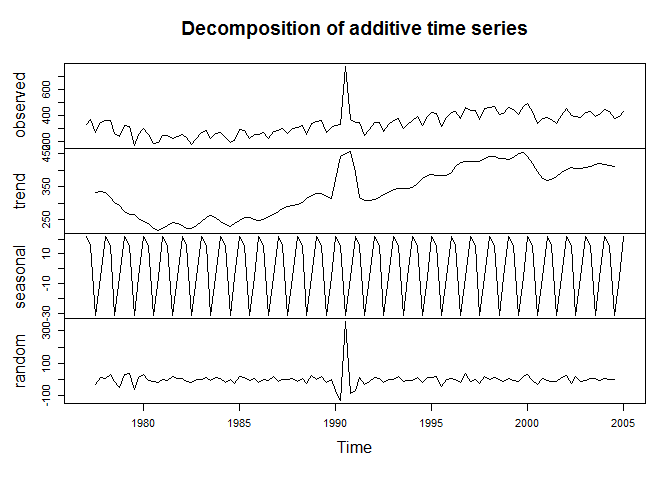 Decomposition of additive time series
observed
200 400 600
trend
250 350 450
seasonal
-30 -10 10
random
-100 100 300
1980 1985 1990 1995 2000 2005
Time